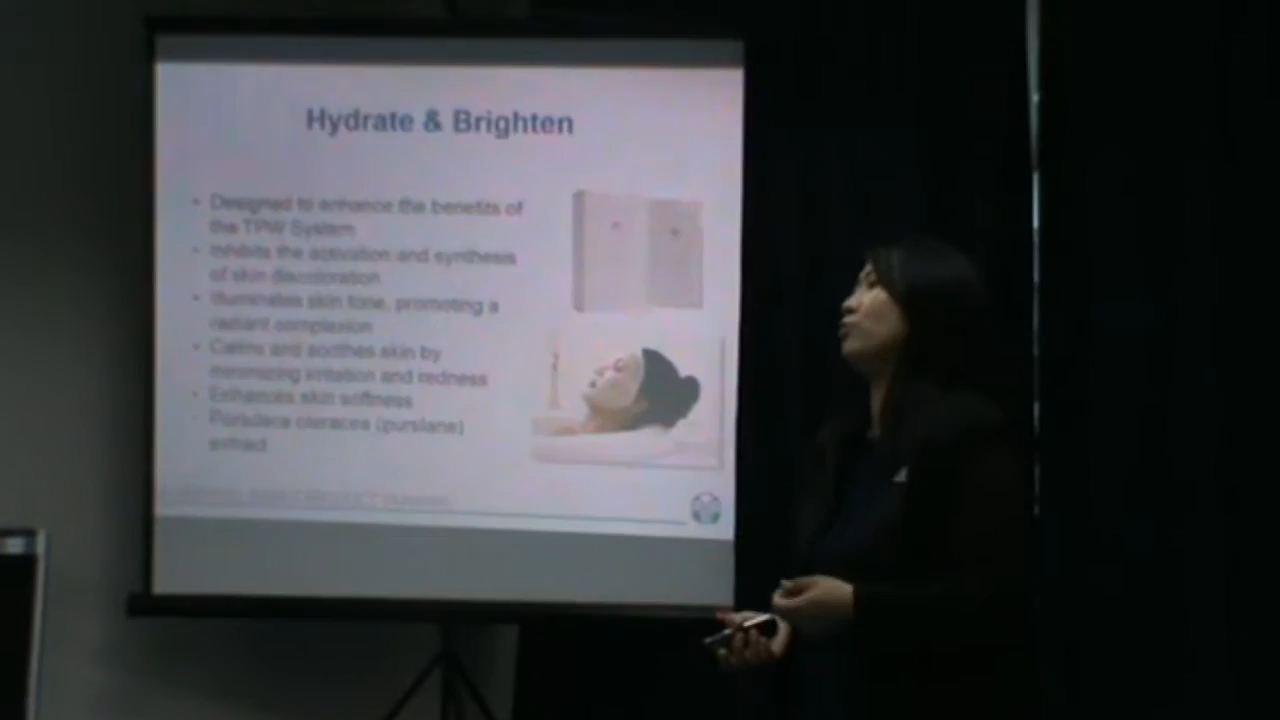 Hydrate & Brighten
• Designed to enhance the benefits of
the TPW System
• Inhibits the activation and synthesis
of skin discoloration
• Illuminates skin tone, promoting a
radiant complexion
• Calms and soothes skin by
minimizing irritation and redness
• Enhances skin softness
Portulaca oleracea (purslane)
extract